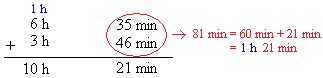 1 h
6 h 35 min → 81 min = 60 min + 21 min
+ 3 h 46 min = 1 h 21 min
10 h 21 min